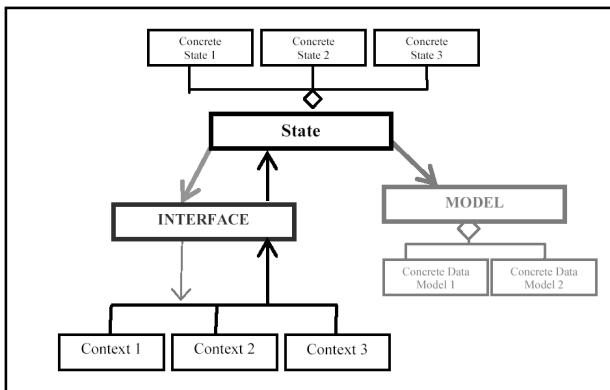 Concrete
State 1
Concrete
State 2
Concrete
State 3
State
INTERFACE
MODEL
Concrete Data
Model 1
Concrete Data
Model 2
Context 1
Context 2
Context 3